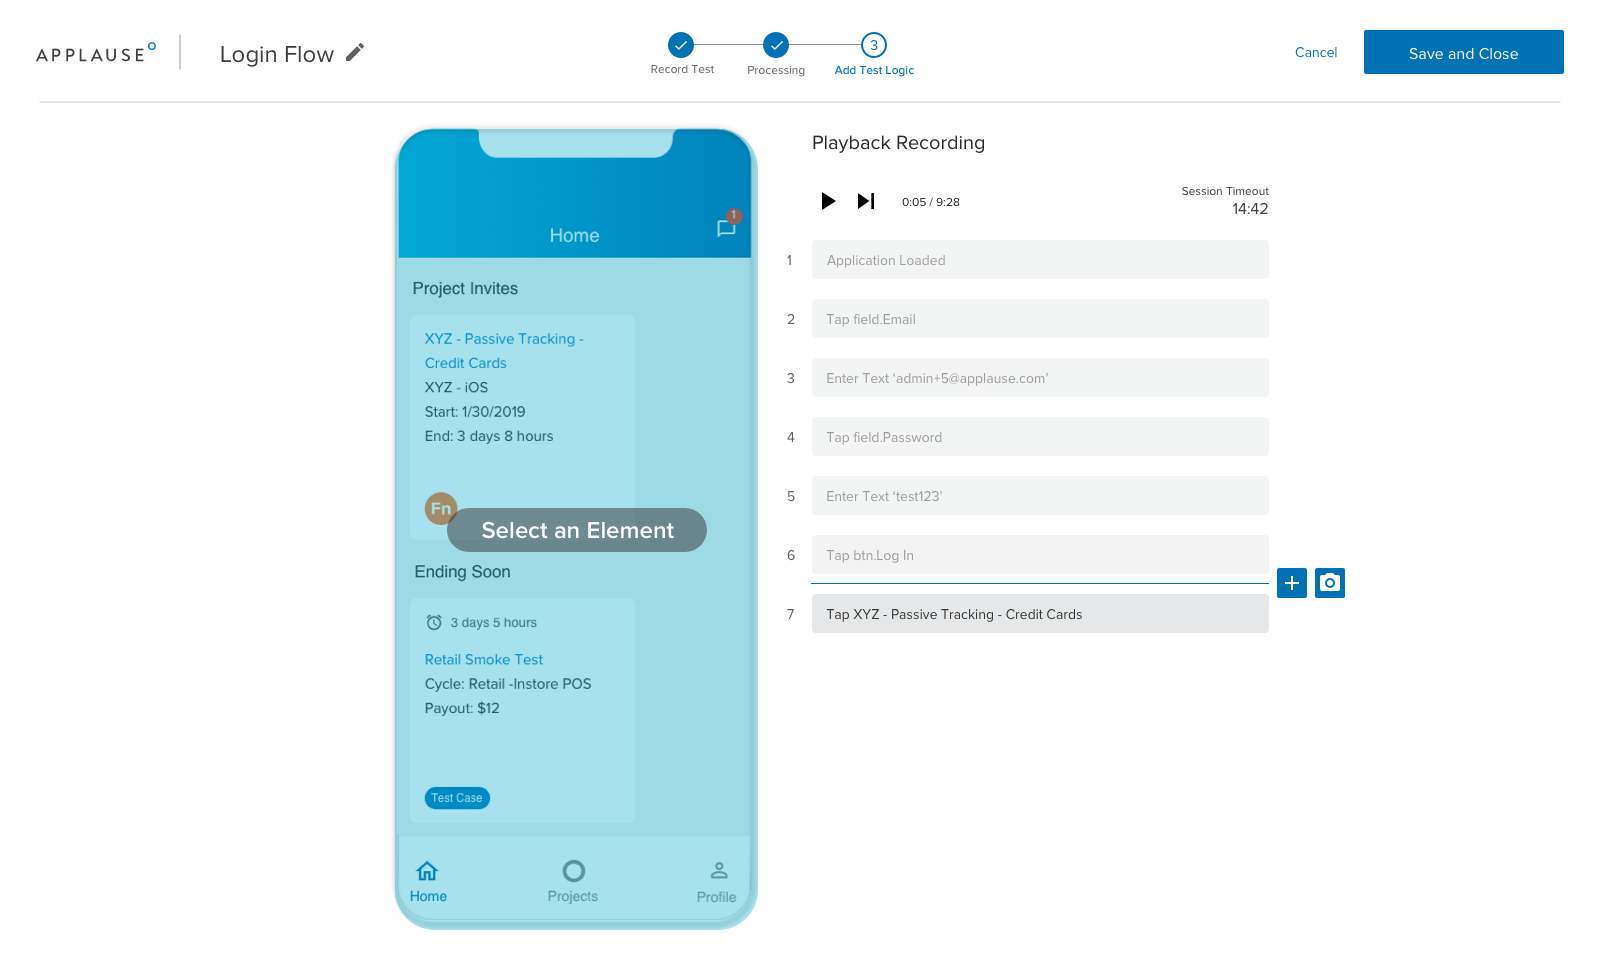 APPLAUSE
Login Flow
3
Record Test
Processing
Add Test Logic
Cancel
Save and Close
1
Home
Project Invites
XYZ - Passive Tracking -
Credit Cards
XYZ - iOS
Start: 1/30/2019
End: 3 days 8 hours
Fn
Select an Element
Ending Soon
3 days 5 hours
Retail Smoke Test
Cycle: Retail -Instore POS
Payout: $12
Test Case
Home
Projects
Profile
Playback Recording
0:05 / 9:28
Session Timeout
14:42
1 Application Loaded
2 Tap field.Email
3 Enter Text ‘admin+5@applause.com’
4 Tap field.Password
5 Enter Text ‘test123’
6 Tap btn.Log In
7 Tap XYZ - Passive Tracking - Credit Cards